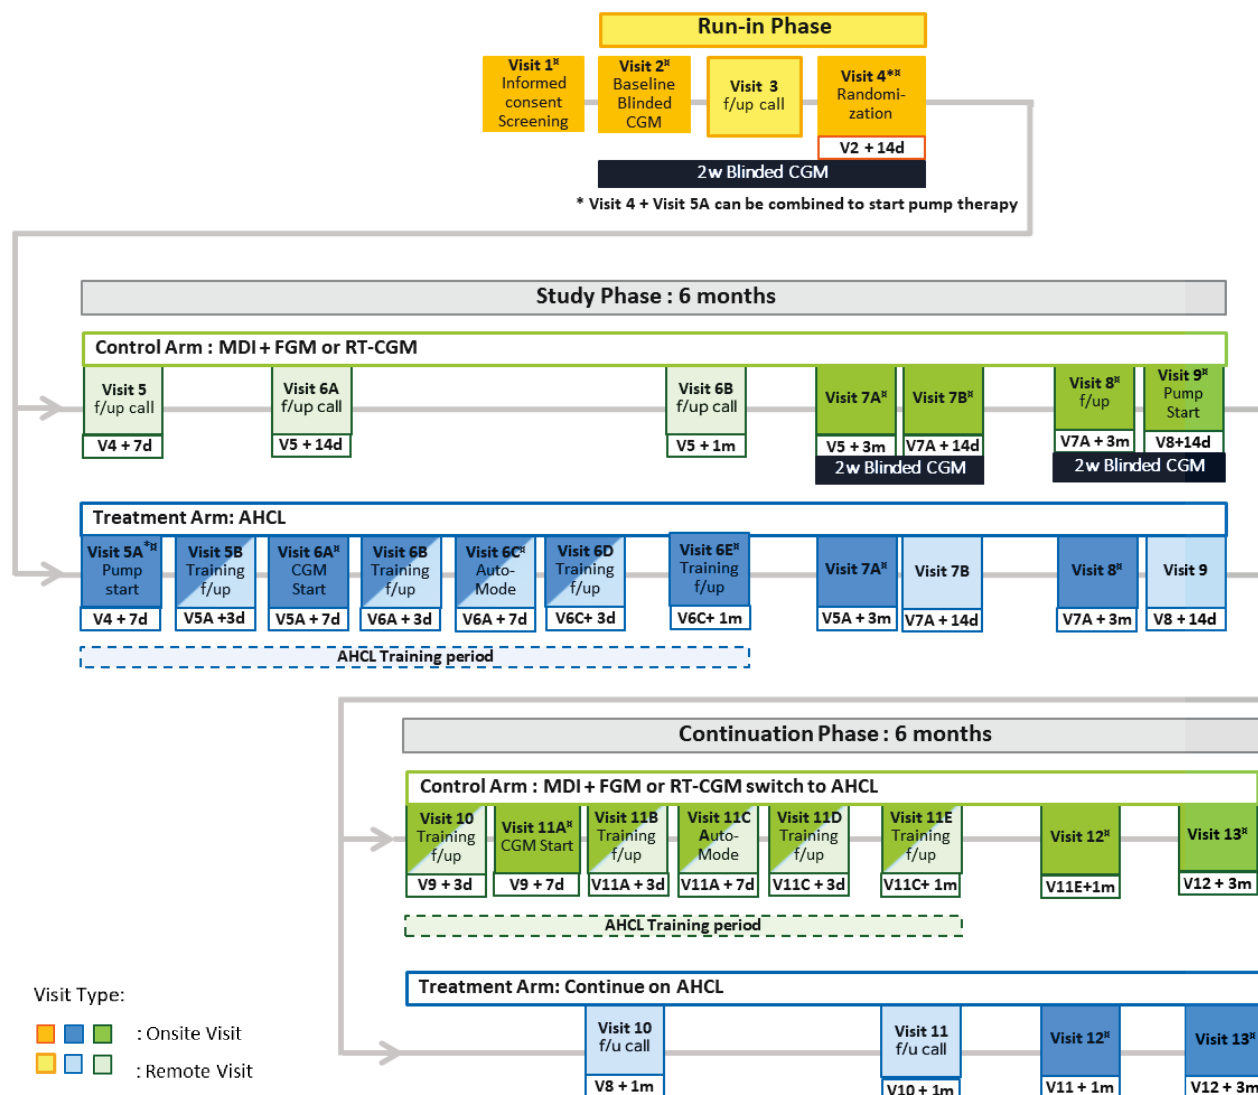 Run-in Phase
Visit 1¤
Informed
consent
Screening
Visit 2¤
Baseline
Blinded
CGM
Visit 3
f/up call
Visit 4*¤
Randomi-
zation
V2 + 14d
2w Blinded CGM
* Visit 4 + Visit 5A can be combined to start pump therapy
Study Phase : 6 months
Control Arm : MDI + FGM or RT-CGM
Visit 5
f/up call
V4 + 7d
Visit 6A
f/up call
V5 + 14d
Visit 6B
f/up call
V5 + 1m
Visit 7A¤
V5 + 3m
Visit 7B¤
V7A + 14d
2w Blinded CGM
Visit 8¤
f/up
V7A + 3m
Visit 9¤
Pump
Start
V8+14d
2w Blinded CGM
Treatment Arm: AHCL
Visit 5A*¤
Pump
start
V4 + 7d
Visit 5B
Training
f/up
V5A +3d
Visit 6A¤
CGM
Start
V5A + 7d
Visit 6B
Training
f/up
V6A + 3d
Visit 6C¤
Auto-
Mode
V6A + 7d
Visit 6D
Training
f/up
V6C+ 3d
Visit 6E¤
Training
f/up
V6C+ 1m
Visit 7A¤
V5A + 3m
Visit 7B
V7A + 14d
Visit 8¤
V7A + 3m
Visit 9
V8 + 14d
AHCL Training period
Continuation Phase : 6 months
Control Arm : MDI + FGM or RT-CGM switch to AHCL
Visit 10
Training
f/up
V9 + 3d
Visit 11A¤
CGM Start
V9 + 7d
Visit 11B
Training
f/up
V11A + 3d
Visit 11C
Auto-
Mode
V11A + 7d
Visit 11D
Training
f/up
V11C + 3d
Visit 11E
Training
f/up
V11C+ 1m
Visit 12¤
V11E+1m
Visit 13¤
V12 + 3m
AHCL Training period
Treatment Arm: Continue on AHCL
Visit 10
f/u call
V8 + 1m
Visit 11
f/u call
V10 + 1m
Visit 12¤
V11 + 1m
Visit 13¤
V12 + 3m
Visit Type:
: Onsite Visit
: Remote Visit